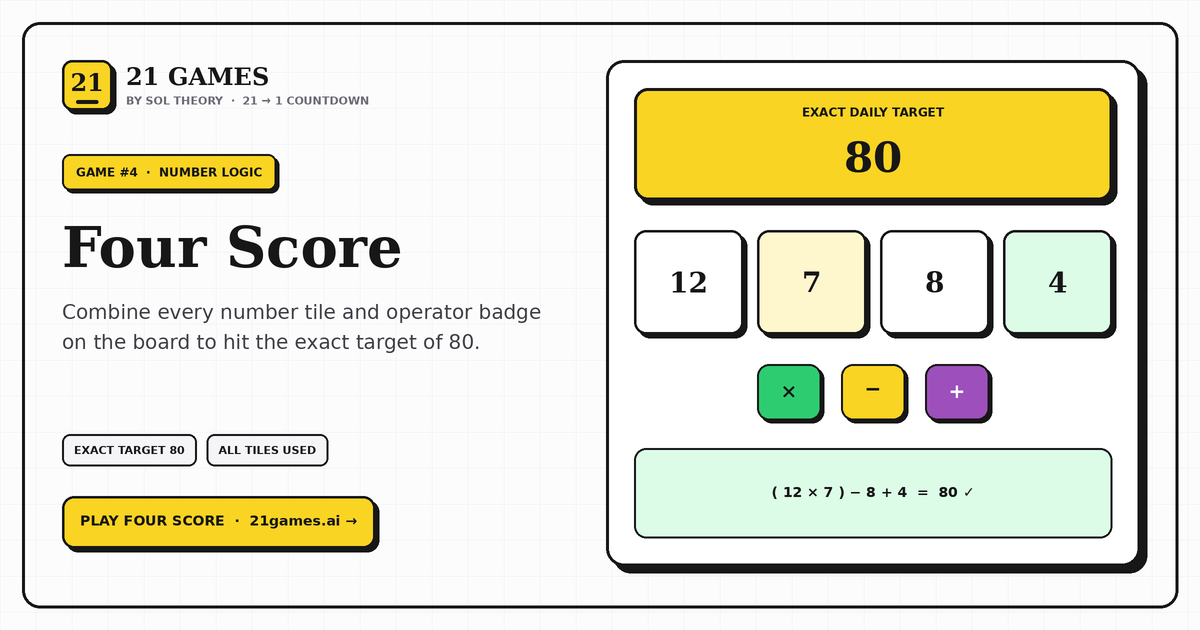 21
21 GAMES
BY SOL THEORY · 21 → 1 COUNTDOWN
GAME #4 · NUMBER LOGIC
Four Score
Combine every number tile and operator badge
on the board to hit the exact target of 80.
EXACT TARGET 80
ALL TILES USED
PLAY FOUR SCORE · 21games.ai →
EXACT DAILY TARGET
80
12 7 8 4
× − +
( 12 × 7 ) − 8 + 4 = 80 ✓